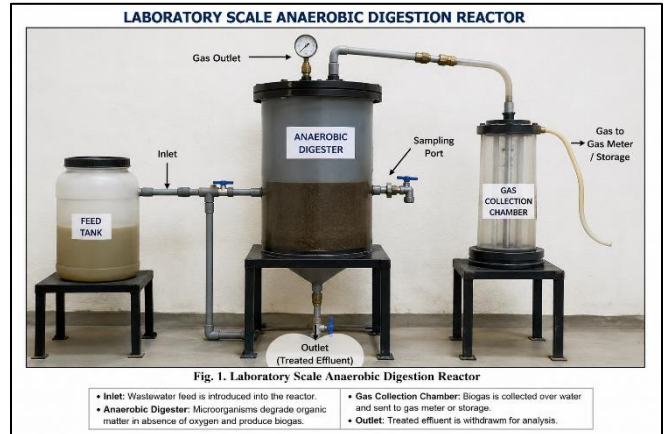 LABORATORY SCALE ANAEROBIC DIGESTION REACTOR
Gas Outlet
ANAEROBIC
DIGESTER
Sampling
Port
Gas to
Gas Meter
/ Storage
Inlet
FEED
TANK
GAS
COLLECTION
CHAMBER
Outlet
(Treated Effluent)
Fig. 1. Laboratory Scale Anaerobic Digestion Reactor
• Inlet: Wastewater feed is introduced into the reactor.
• Anaerobic Digester: Microorganisms degrade organic
matter in absence of oxygen and produce biogas.
• Gas Collection Chamber: Biogas is collected over water
and sent to gas meter or storage.
• Outlet: Treated effluent is withdrawn for analysis.